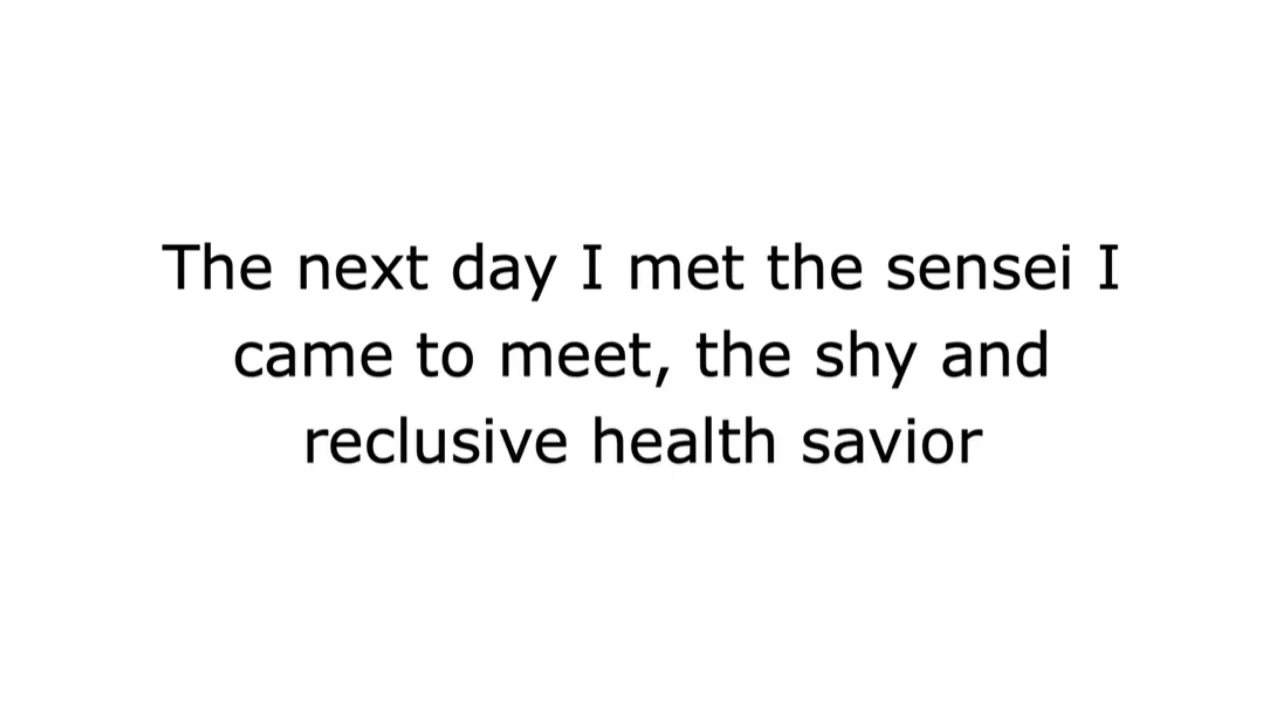 The next day I met the sensei I
came to meet, the shy and
reclusive health savior